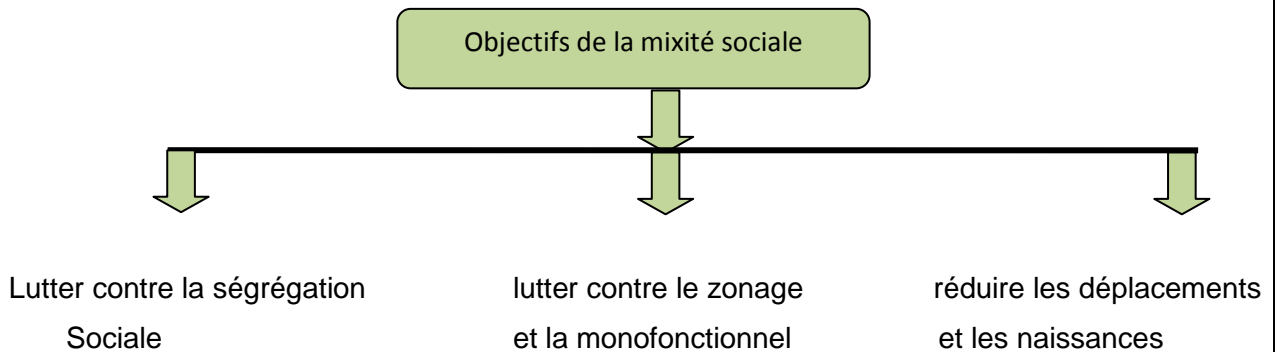 Objectifs de la mixité sociale
Lutter contre la ségrégation
Sociale
lutter contre le zonage
et la monofonctionnel
réduire les déplacements
et les naissances